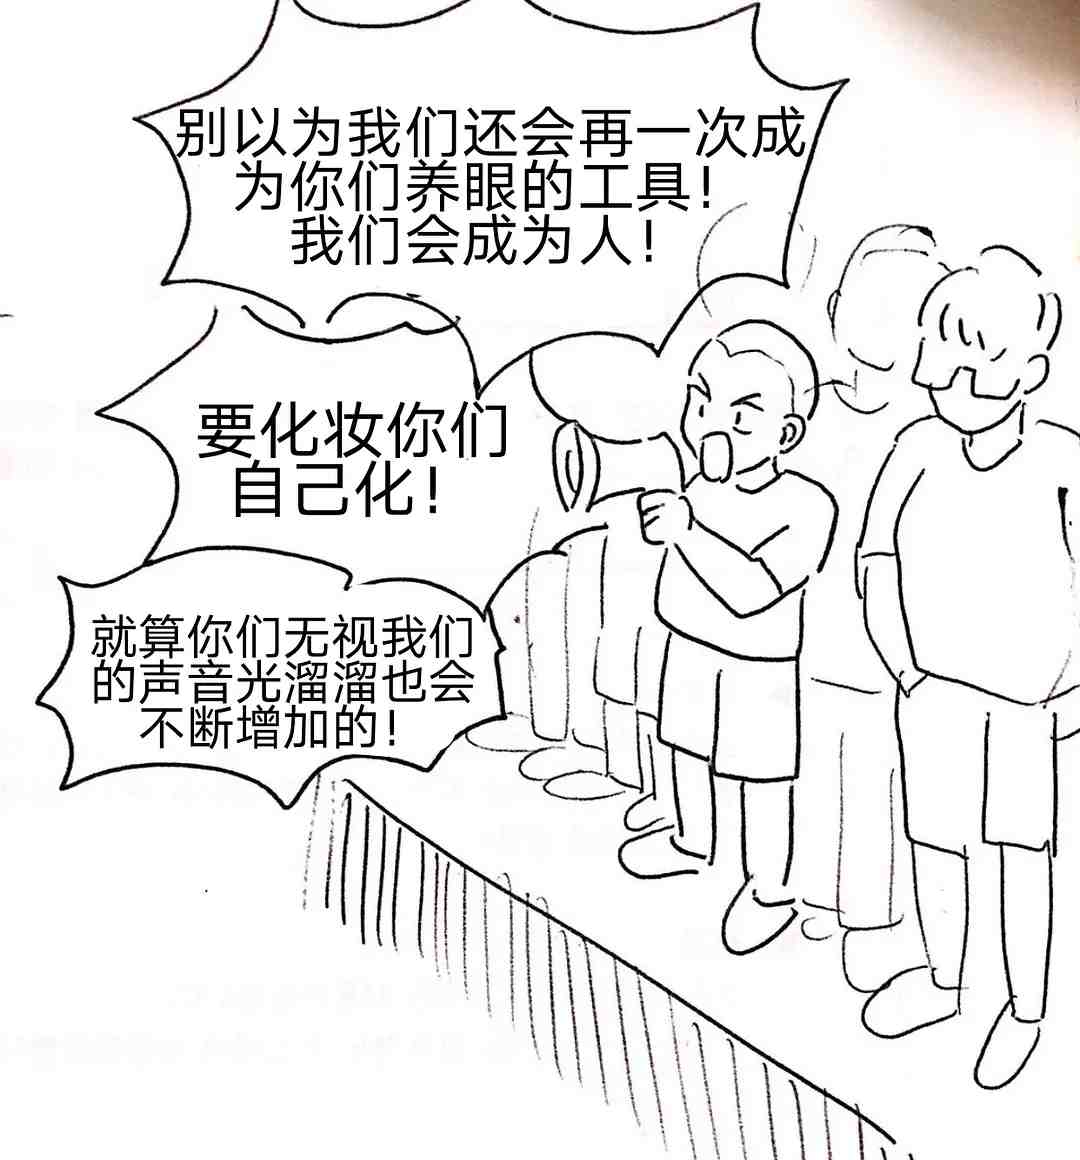 别以为我们还会再一次成
为你们养眼的工具！
我们会成为人！
要化妆你们
自己化！
就算你们无视我们
的声音光溜溜也会
不断增加的！